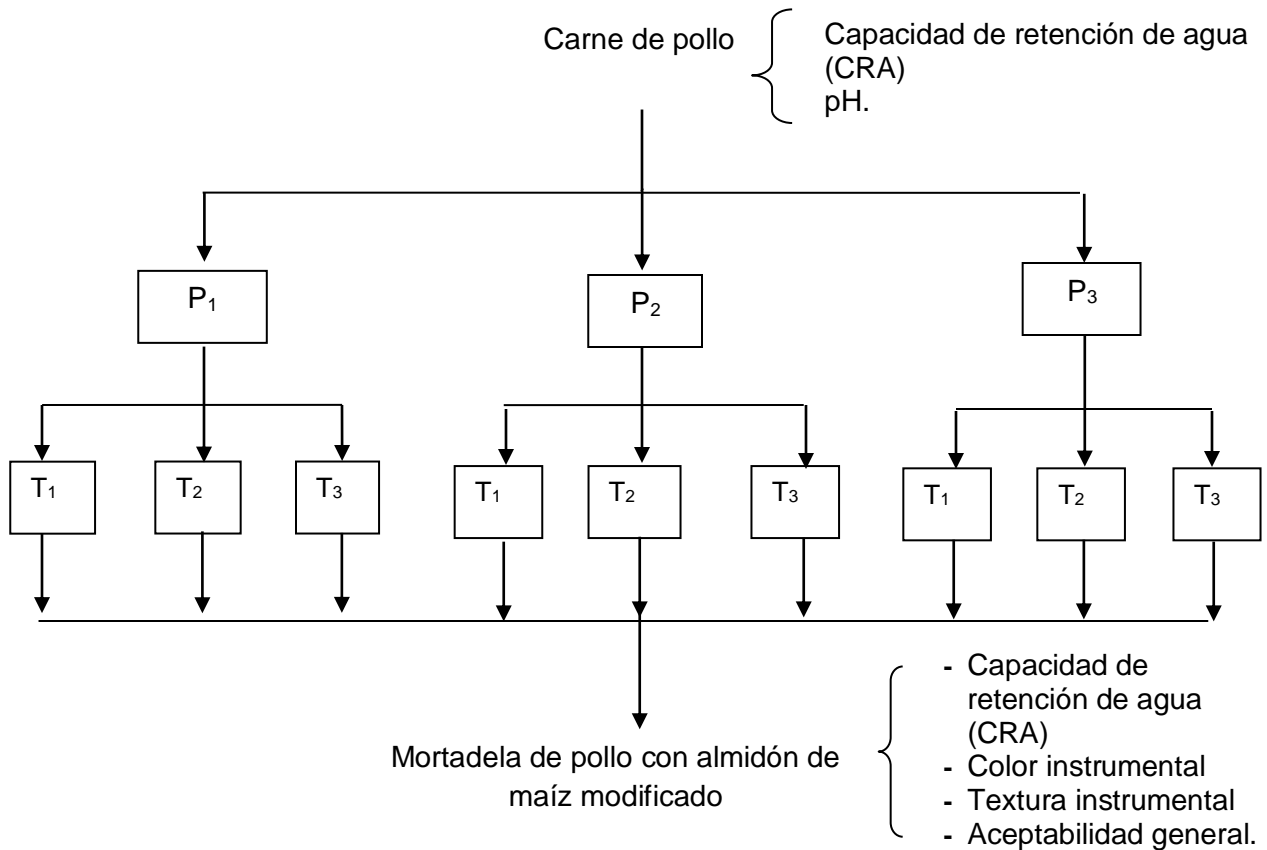 Carne de pollo
Capacidad de retención de agua
(CRA)
pH.
P₁
P₂
P₃
T₁
T₂
T₃
T₁
T₂
T₃
T₁
T₂
T₃
Mortadela de pollo con almidón de
maíz modificado
- Capacidad de
retención de agua
(CRA)
- Color instrumental
- Textura instrumental
- Aceptabilidad general.